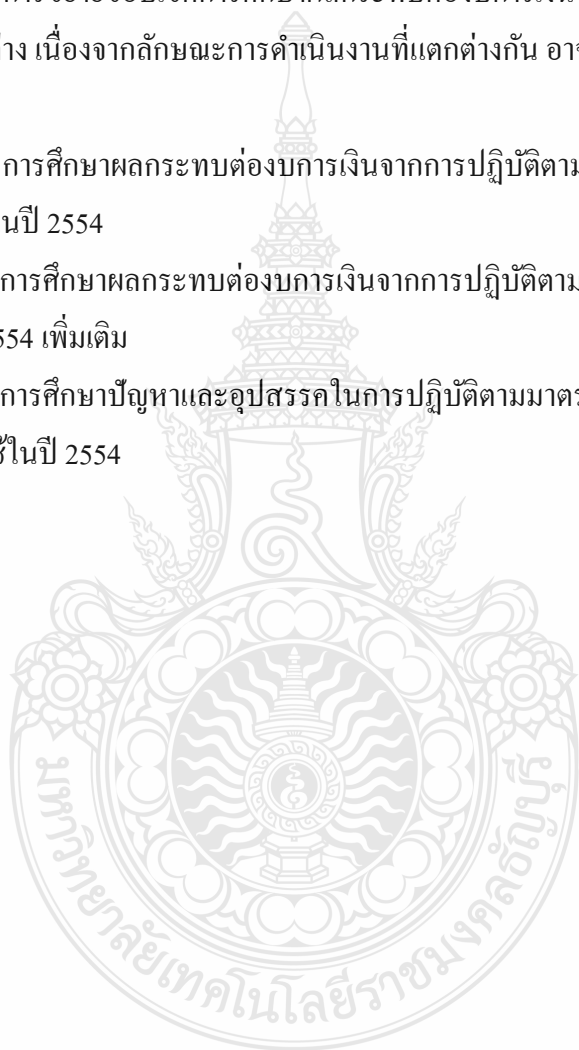 าง เนื่องจากลักษณะการดำเนินงานที่แตกต่างกัน
การศึกษาผลกระทบต่องบการเงินจากการปฏิบัติตาม
นปี 2554
การศึกษาผลกระทบต่องบการเงินจากการปฏิบัติตาม
554 เพิ่มเติม
การศึกษาปัญหาและอุปสรรคในการปฏิบัติตามมาตร
ช้ในปี 2554
มหาวิทยาลัยเทคโนโลยีราชมงคลธัญบุรี